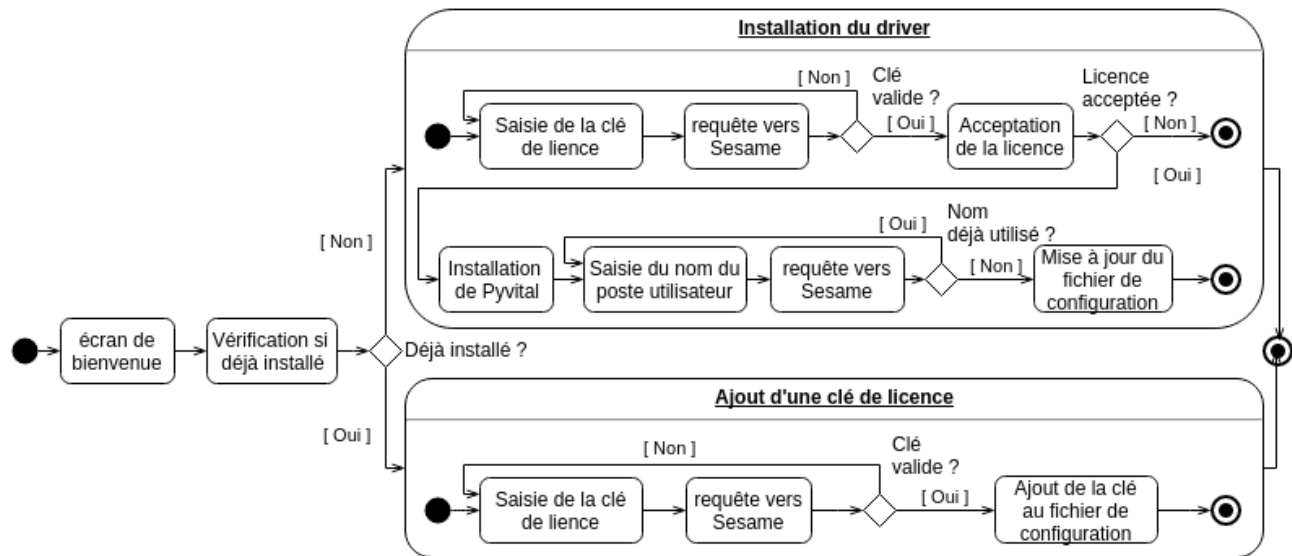 Installation du driver
[ Non ]
Clé
valide ?
Licence
acceptée ?
Saisie de la clé
de lience
requête vers
Sesame
[ Oui ]
Acceptation
de la licence
[ Non ]
[ Oui ]
[ Non ]
[ Oui ]
Nom
déjà utilisé ?
Installation
de Pyvital
Saisie du nom du
poste utilisateur
requête vers
Sesame
[ Non ]
Mise à jour du
fichier de
configuration
écran de
bienvenue
Vérification si
déjà installé
Déjà installé ?
Ajout d'une clé de licence
[ Oui ]
[ Non ]
Clé
valide ?
Saisie de la clé
de lience
requête vers
Sesame
[ Oui ]
Ajout de la clé
au fichier de
configuration